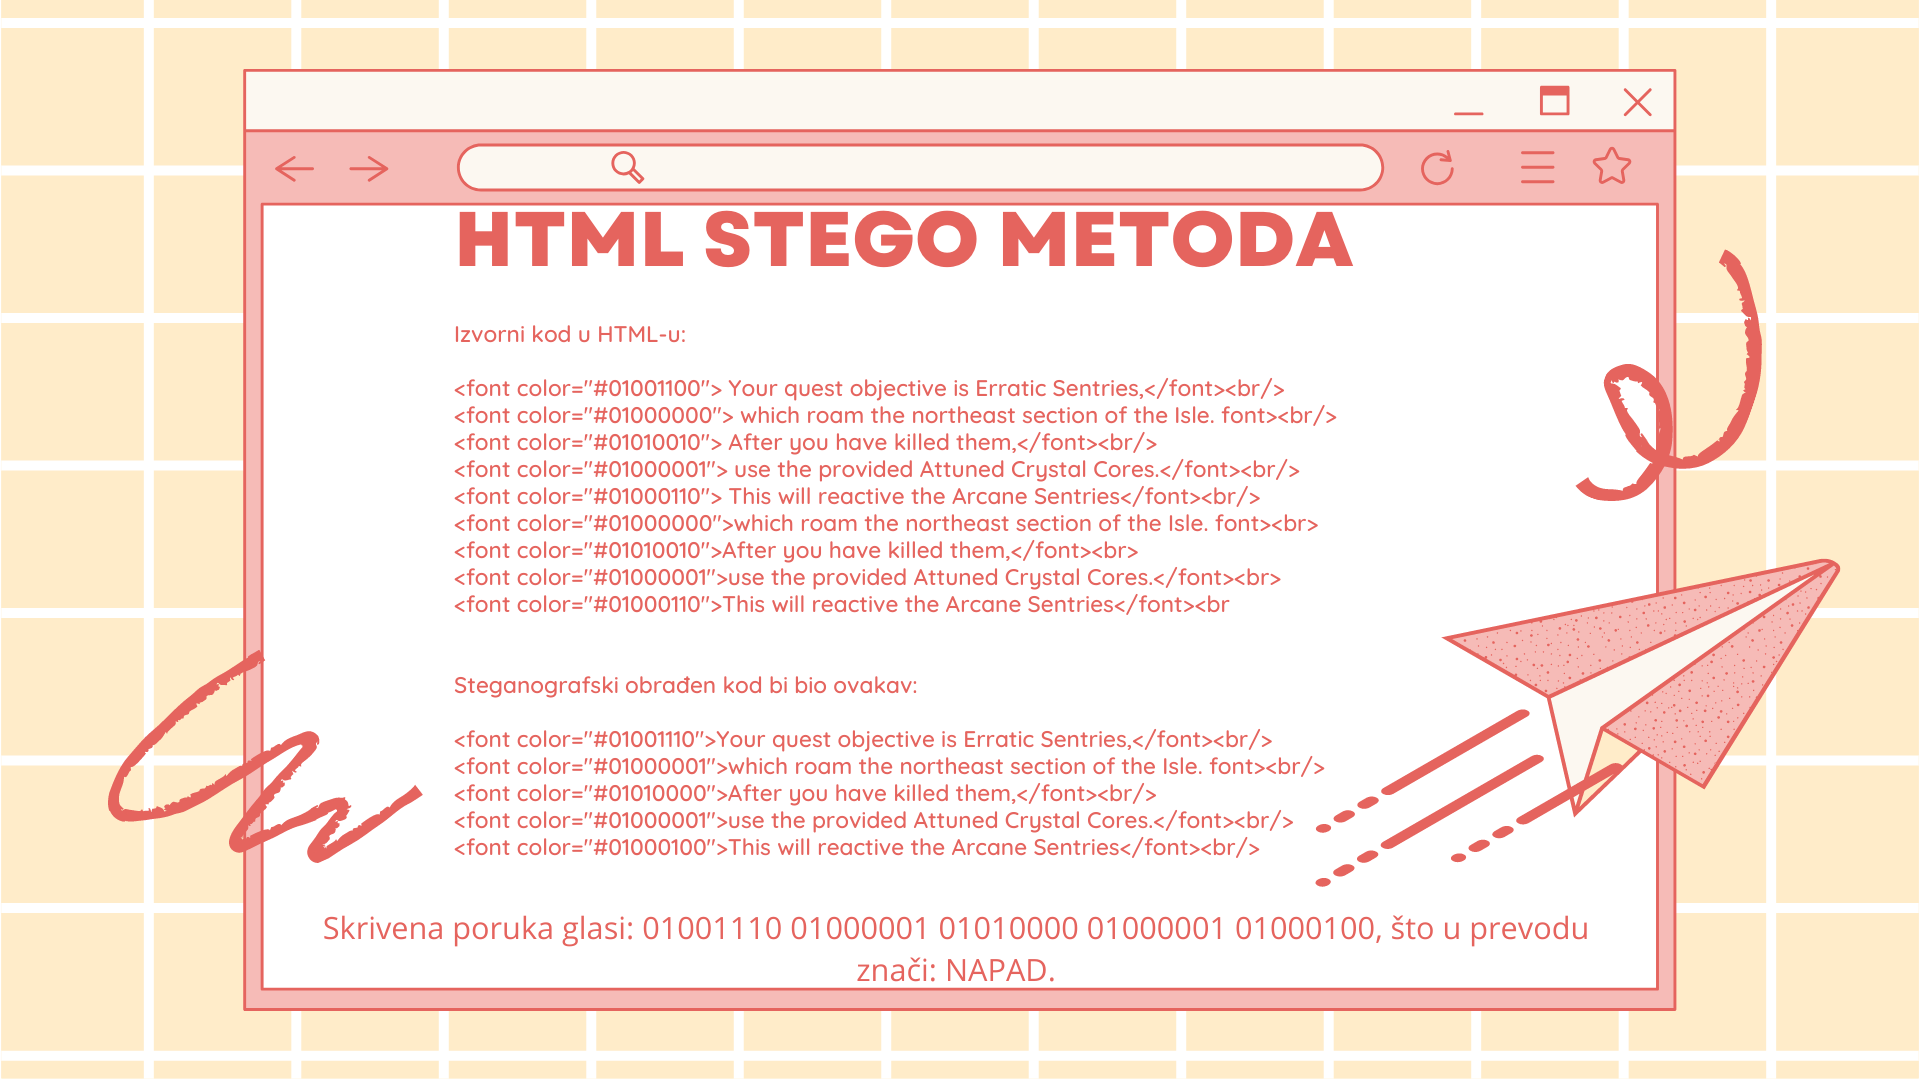 HTML STEGO METODA
Izvorni kod u HTML-u:
<font color="#01001100"> Your quest objective is Erratic Sentries,</font><br/>
<font color="#01000000"> which roam the northeast section of the Isle. font><br/>
<font color="#01010010"> After you have killed them,</font><br/>
<font color="#01000001"> use the provided Attuned Crystal Cores.</font><br/>
<font color="#01000110"> This will reactive the Arcane Sentries</font><br/>
<font color="#01000000">which roam the northeast section of the Isle. font><br>
<font color="#01010010">After you have killed them,</font><br>
<font color="#01000001">use the provided Attuned Crystal Cores.</font><br>
<font color="#01000110">This will reactive the Arcane Sentries</font><br
Steganografski obrađen kod bi bio ovakav:
<font color="#01001110">Your quest objective is Erratic Sentries,</font><br/>
<font color="#01000001">which roam the northeast section of the Isle. font><br/>
<font color="#01010000">After you have killed them,</font><br/>
<font color="#01000001">use the provided Attuned Crystal Cores.</font><br/>
<font color="#01000100">This will reactive the Arcane Sentries</font><br/>
Skrivena poruka glasi: 01001110 01000001 01010000 01000001 01000100, što u prevodu
znači: NAPAD.